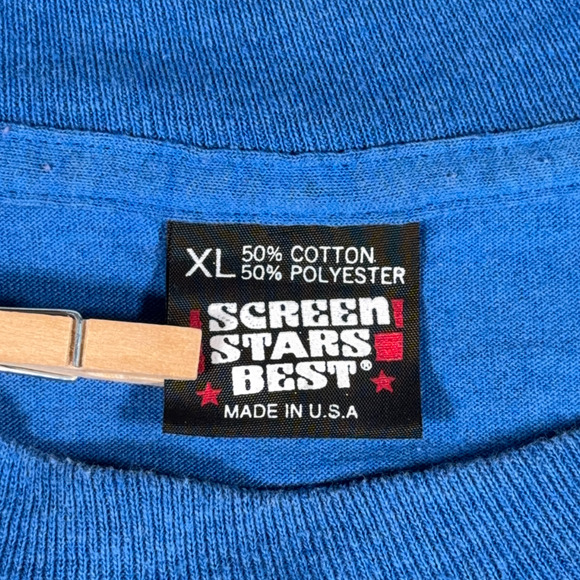 XL 50% COTTON
50% POLYESTER
SCREEN
STARS
BEST®
MADE IN U.S.A